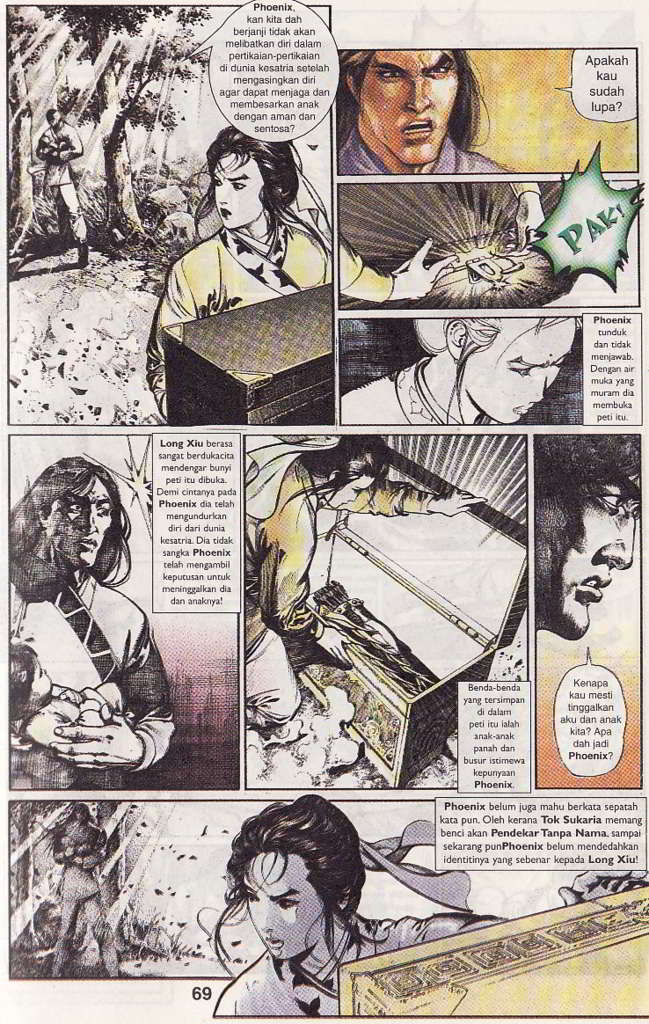 Phoenix,
kan kita dah
berjanji tidak akan
melibatkan diri dalam
pertikaian-pertikaian
di dunia kesatria setelah
mengasingkan diri
agar dapat menjaga dan
membesarkan anak
dengan aman dan
sentosa?
Apakah
kau
sudah
lupa?
PAK!
Phoenix
tunduk
dan tidak
menjawab.
Dengan air
muka yang
muram dia
membuka
peti itu.
Long Xiu berasa
sangat berdukacita
mendengar bunyi
peti itu dibuka.
Demi cintanya pada
Phoenix dia telah
mengundurkan
diri dari dunia
kesatria. Dia tidak
sangka Phoenix
telah mengambil
keputusan untuk
meninggalkan dia
dan anaknya!
Benda-benda
yang tersimpan
di dalam
peti itu ialah
anak-anak
panah dan
busur istimewa
kepunyaan
Phoenix.
Kenapa
kau mesti
tinggalkan
aku dan anak
kita? Apa
dah jadi
Phoenix?
Phoenix belum juga mahu berkata sepatah
kata pun. Oleh kerana Tok Sukaria memang
benci akan Pendekar Tanpa Nama, sampai
sekarang punPhoenix belum mendedahkan
identitinya yang sebenar kepada Long Xiu!
69